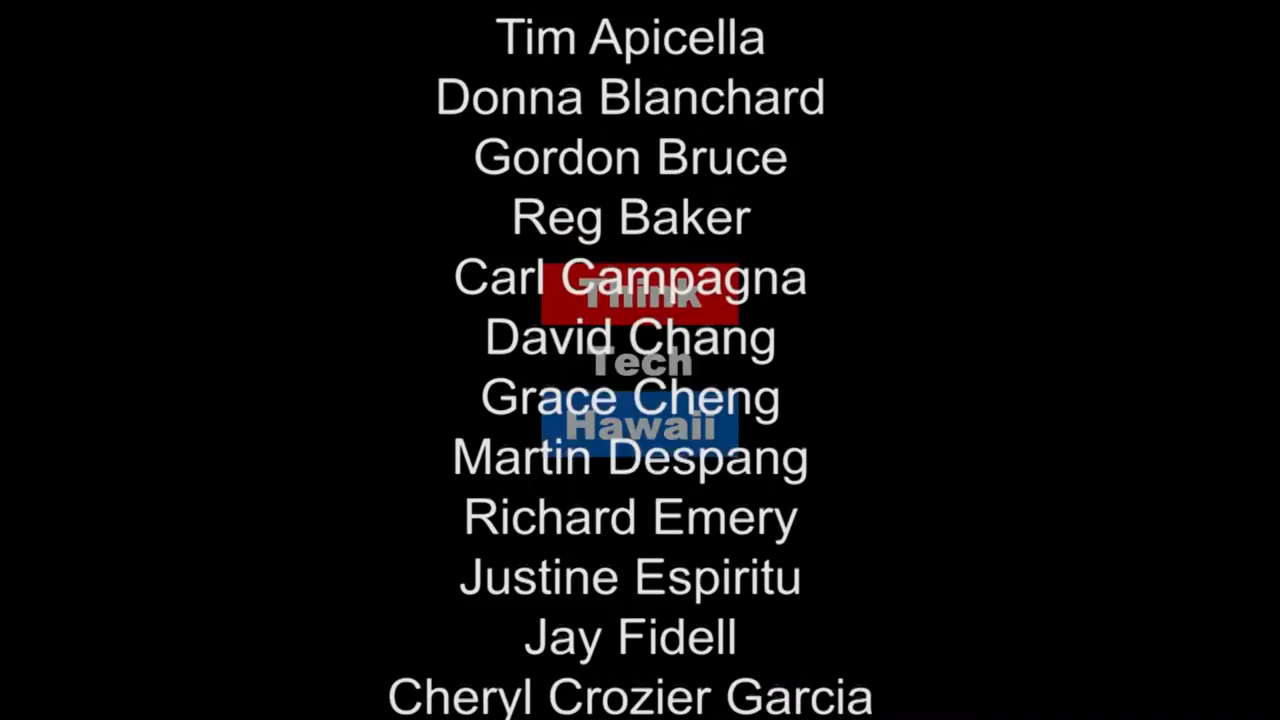 Tim Apicella
Donna Blanchard
Gordon Bruce
Reg Baker
Carl Campagna
Think
David Chang
Tech
Grace Cheng
Hawaii
Martin Despang
Richard Emery
Justine Espiritu
Jay Fidell
Cheryl Crozier Garcia